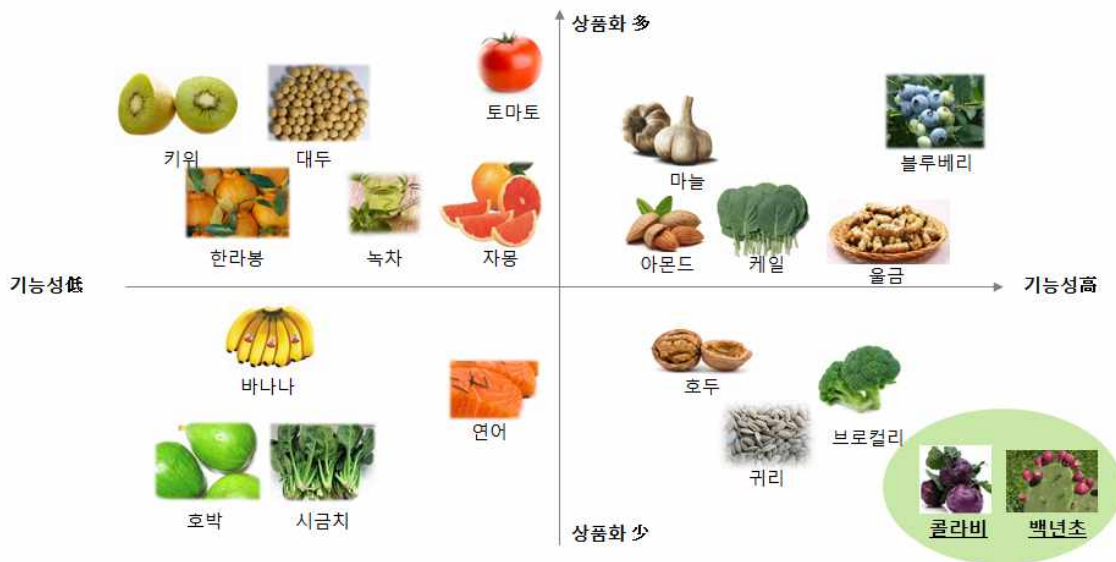 상품화 多
토마토
키위
대두
마늘
블루베리
한라봉
녹차
자몽
아몬드
케일
울금
기능성低
기능성高
바나나
호두
연어
브로컬리
귀리
호박
시금치
콜라비
백년초
상품화 少